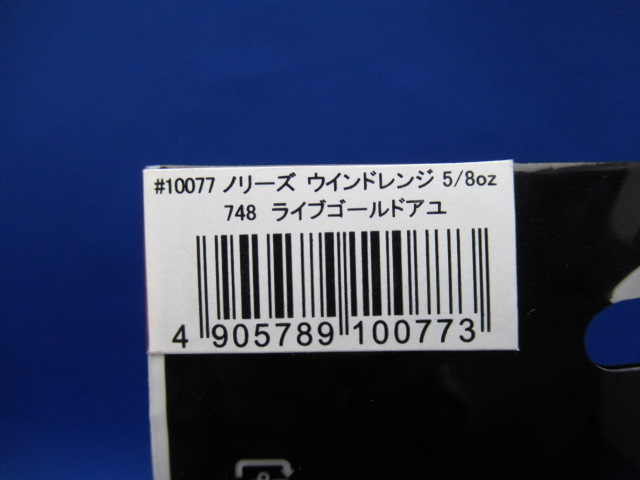 #10077 ノリーズ ウインドレンジ 5/8oz
748 ライブゴールドアユ
4 905789 100773